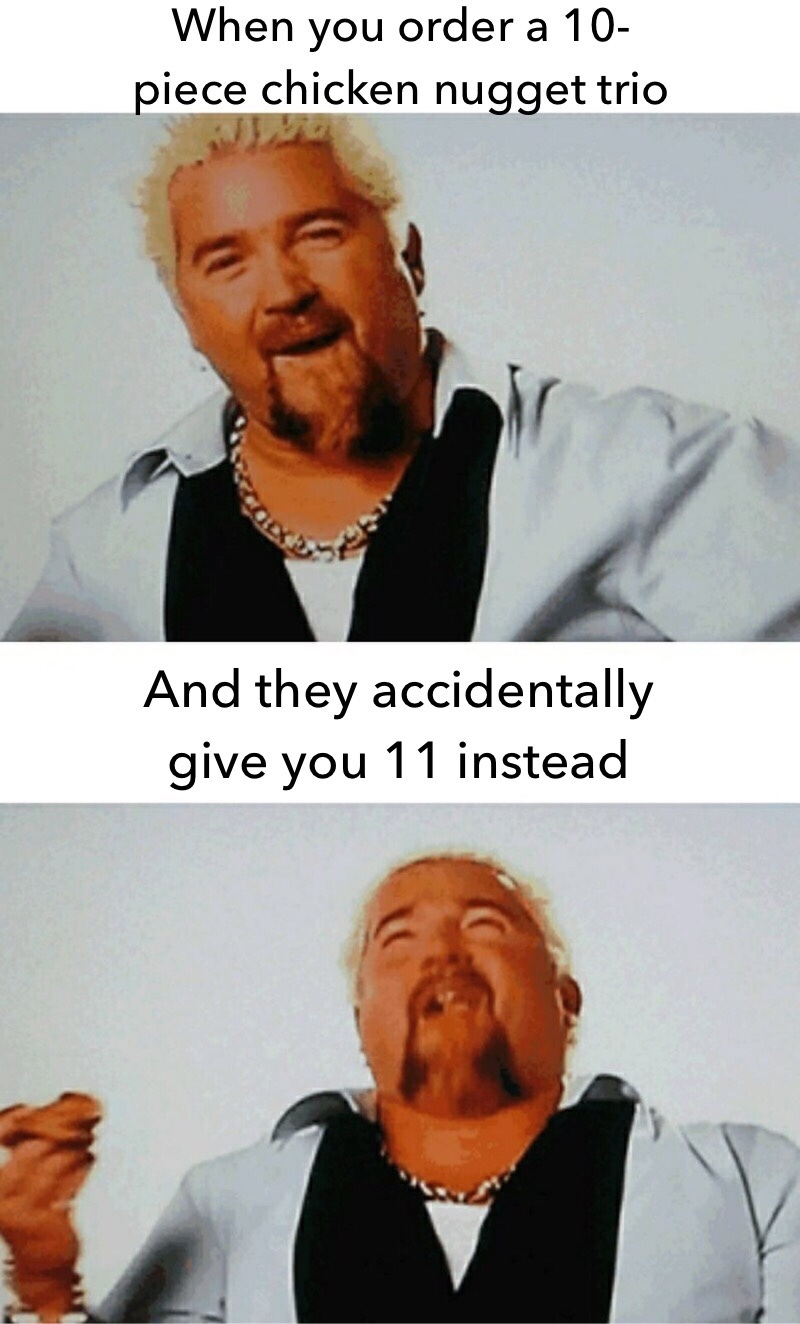 When you order a 10-
piece chicken nugget trio
And they accidentally
give you 11 instead